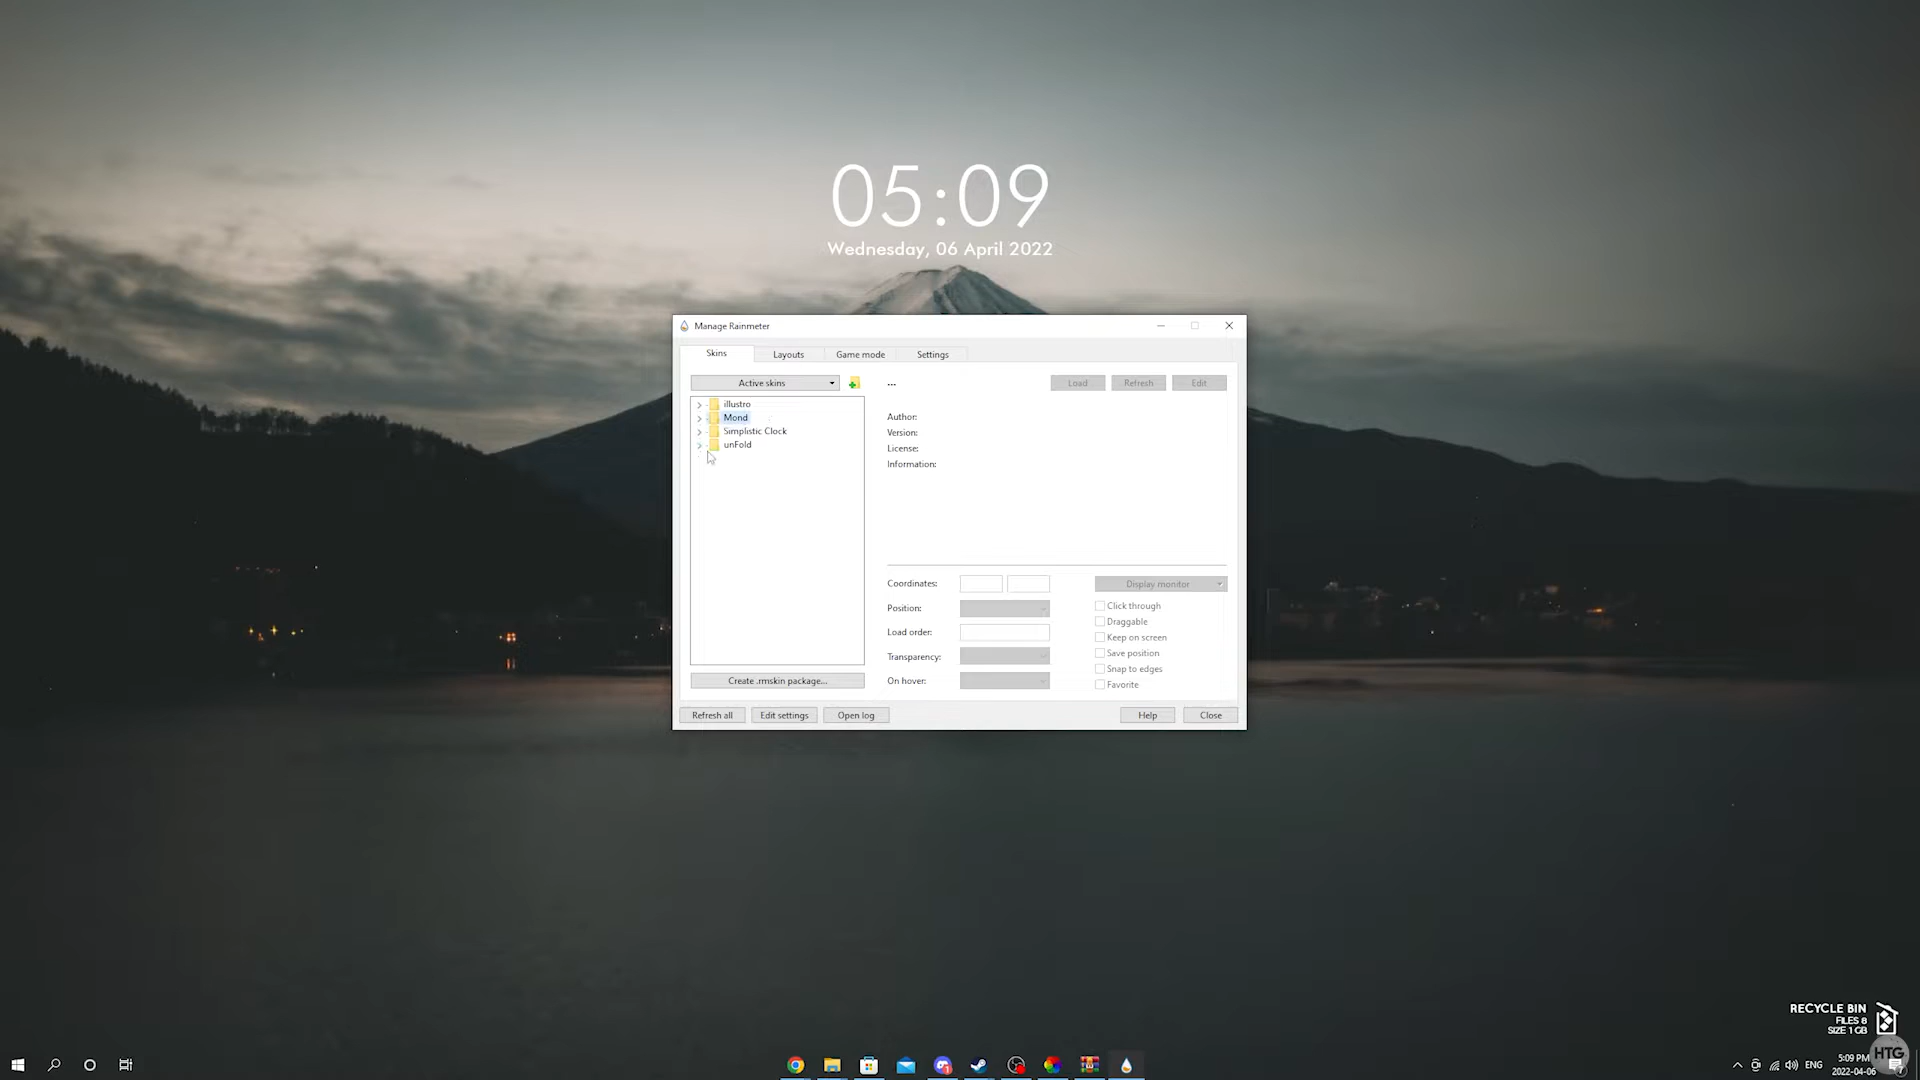 05:09
Wednesday, 06 April 2022
Manage Rainmeter
Skins
Layouts
Game mode
Settings
Active skins
...
Load
Refresh
Edit
illustro
Mond
Simplistic Clock
unFold
Author:
Version:
License:
Information:
Coordinates:
Display monitor
Position:
Click through
Draggable
Load order:
Keep on screen
Transparency:
Save position
Snap to edges
On hover:
Favorite
Create .rmskin package...
Refresh all
Edit settings
Open log
Help
Close
RECYCLE BIN
FILES 8
SIZE 1 GB
ENG
5:09 PM
2022-04-06
HTG